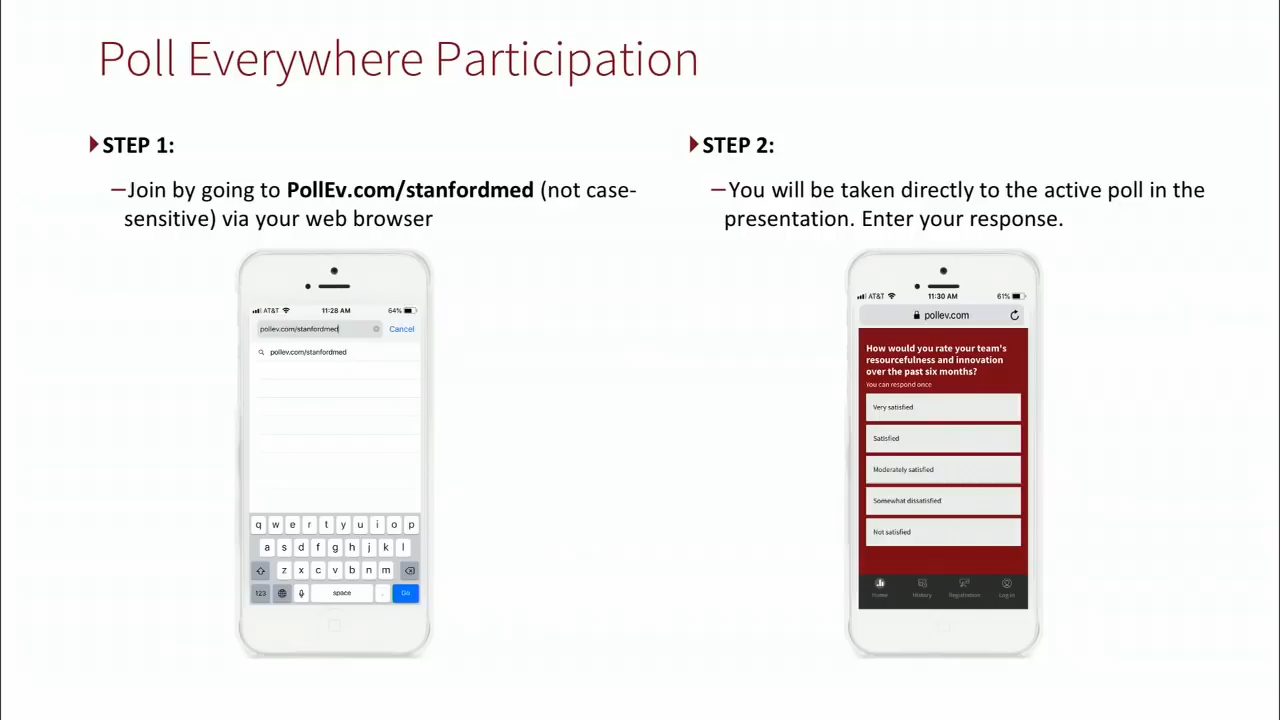 Poll Everywhere Participation
STEP 1:
–Join by going to PollEv.com/stanfordmed (not case-
sensitive) via your web browser
AT&T 11:28 AM 64%
pollev.com/stanfordmed Cancel
pollev.com/stanfordmed
q w e r t y u i o p
a s d f g h j k l
z x c v b n m
123 space . Go
STEP 2:
–You will be taken directly to the active poll in the
presentation. Enter your response.
AT&T 11:30 AM 61%
pollev.com
How would you rate your team's
resourcefulness and innovation
over the past six months?
You can respond once
Very satisfied
Satisfied
Moderately satisfied
Somewhat dissatisfied
Not satisfied
Home History Registration Log in